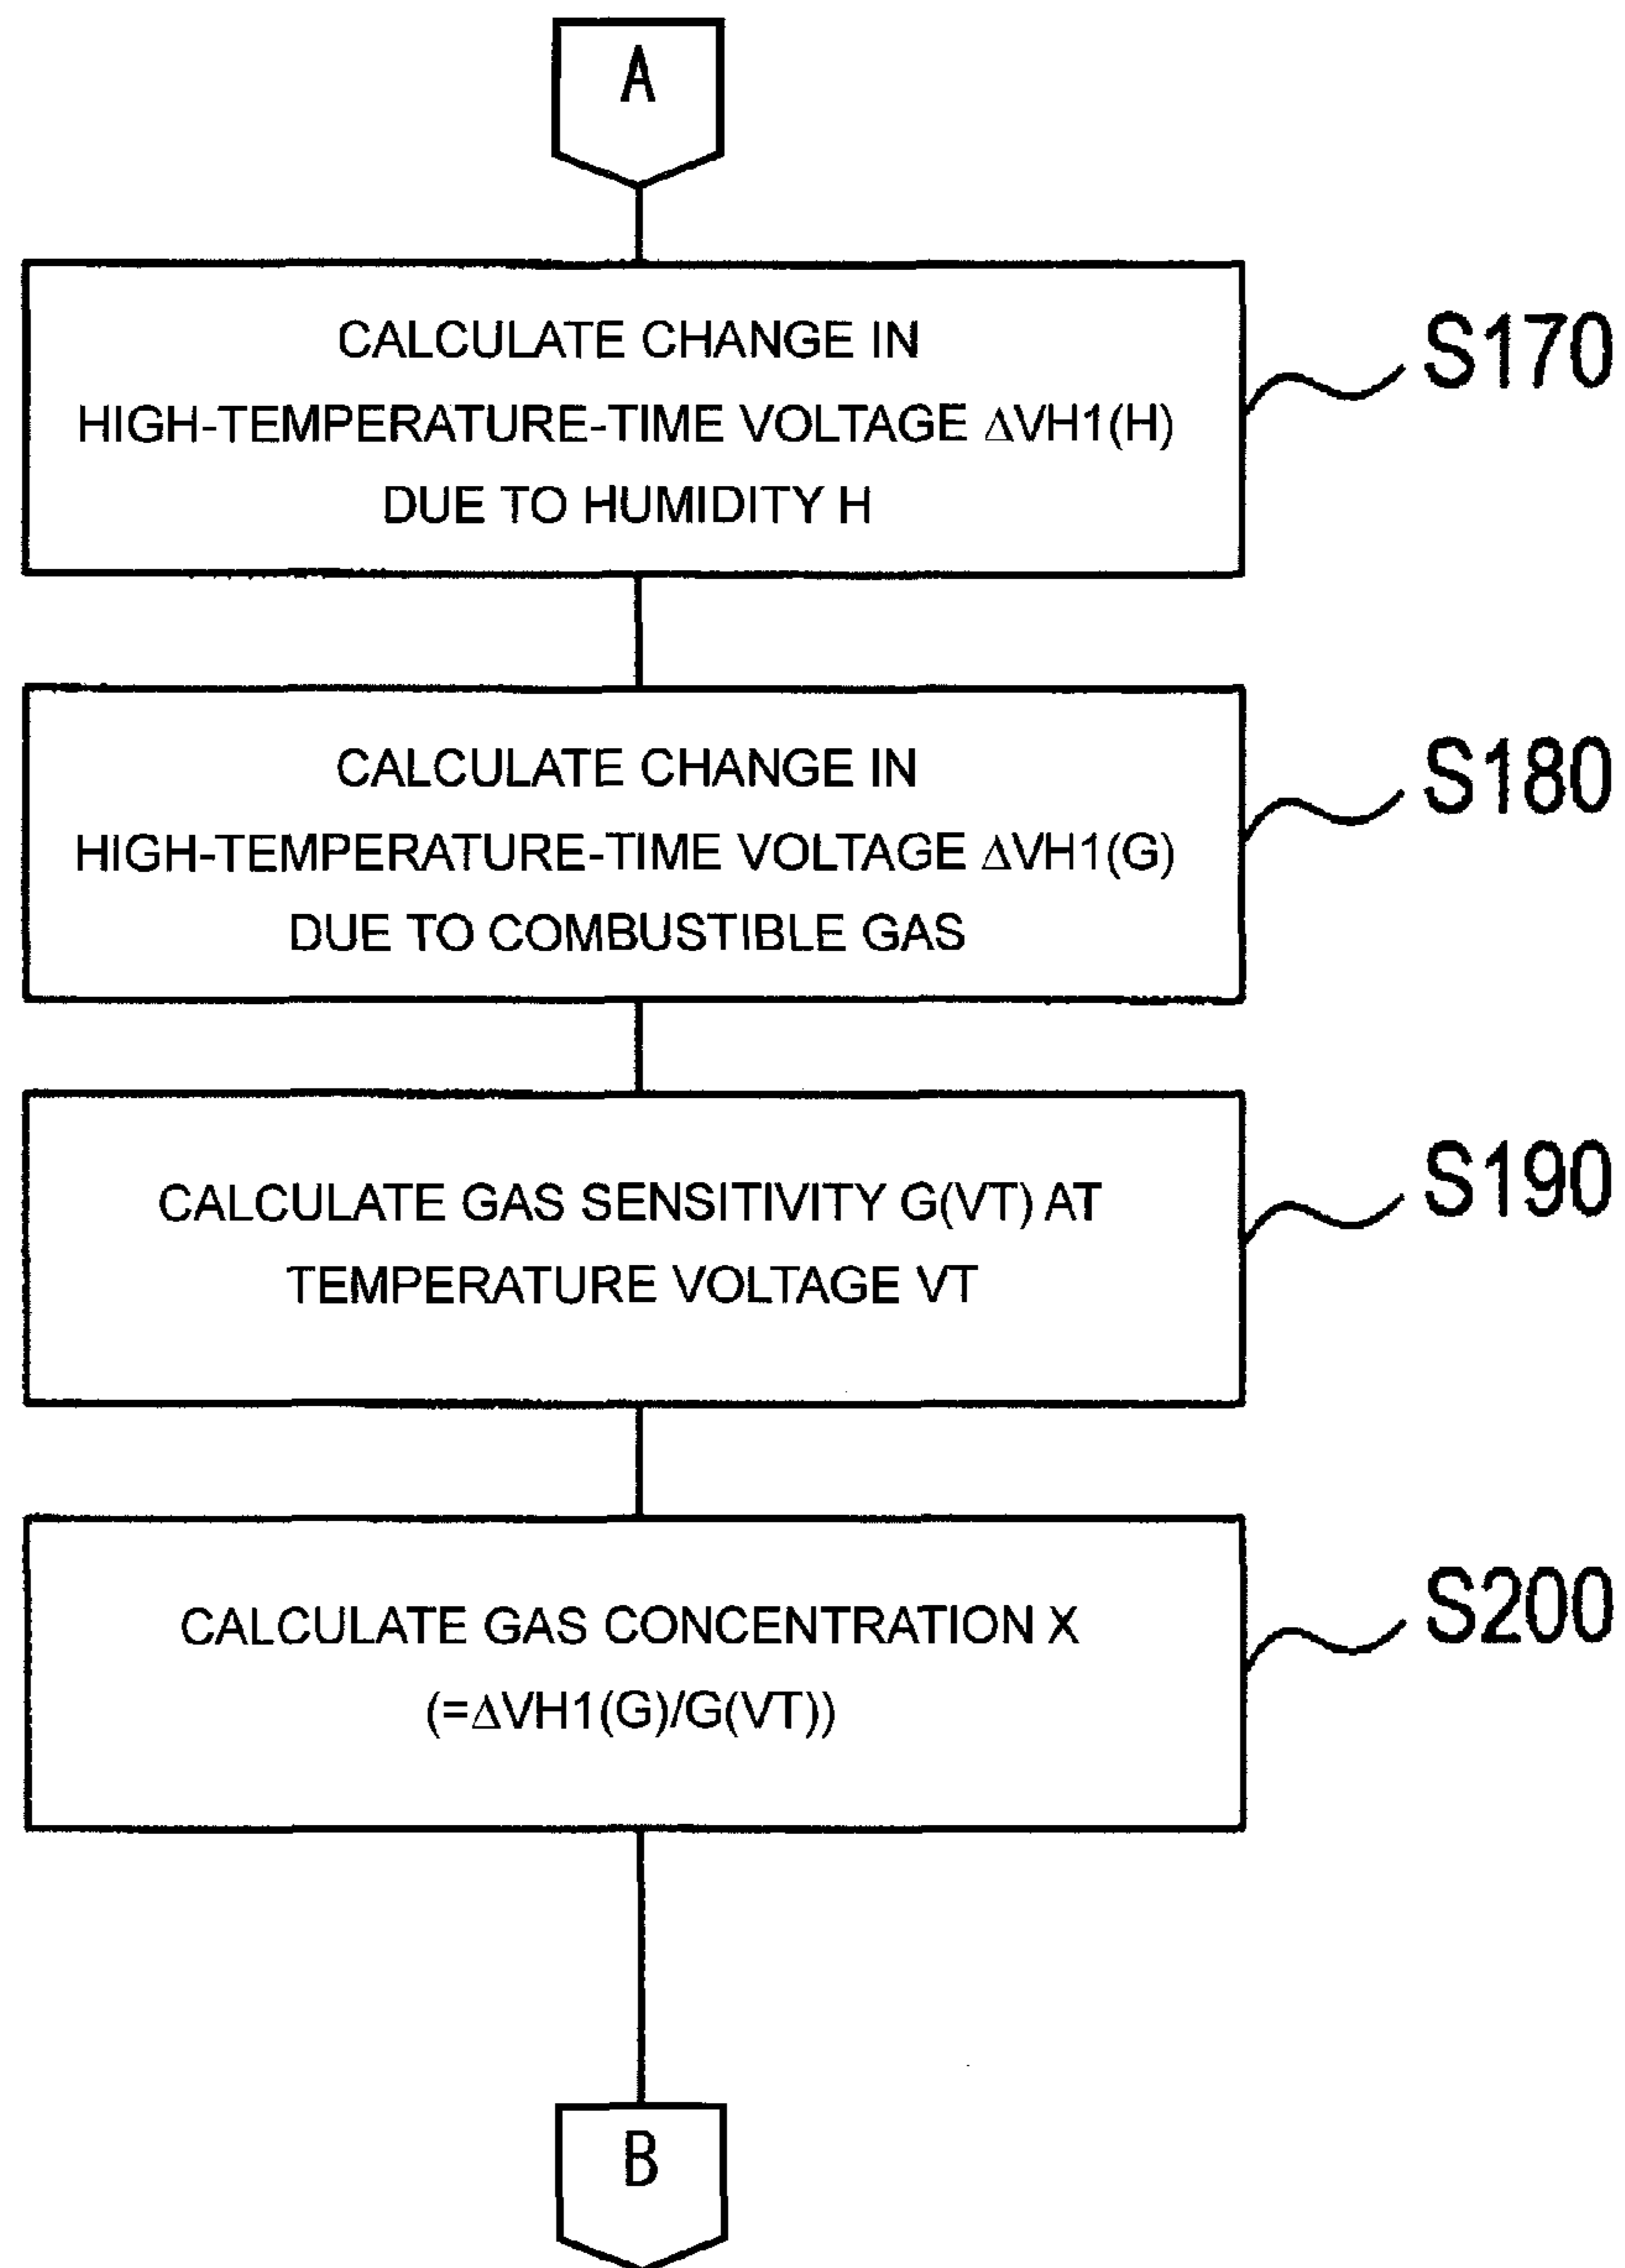 A
CALCULATE CHANGE IN
HIGH-TEMPERATURE-TIME VOLTAGE ΔVH1(H)
DUE TO HUMIDITY H
S170
CALCULATE CHANGE IN
HIGH-TEMPERATURE-TIME VOLTAGE ΔVH1(G)
DUE TO COMBUSTIBLE GAS
S180
CALCULATE GAS SENSITIVITY G(VT) AT
TEMPERATURE VOLTAGE VT
S190
CALCULATE GAS CONCENTRATION X
(=ΔVH1(G)/G(VT))
S200
B